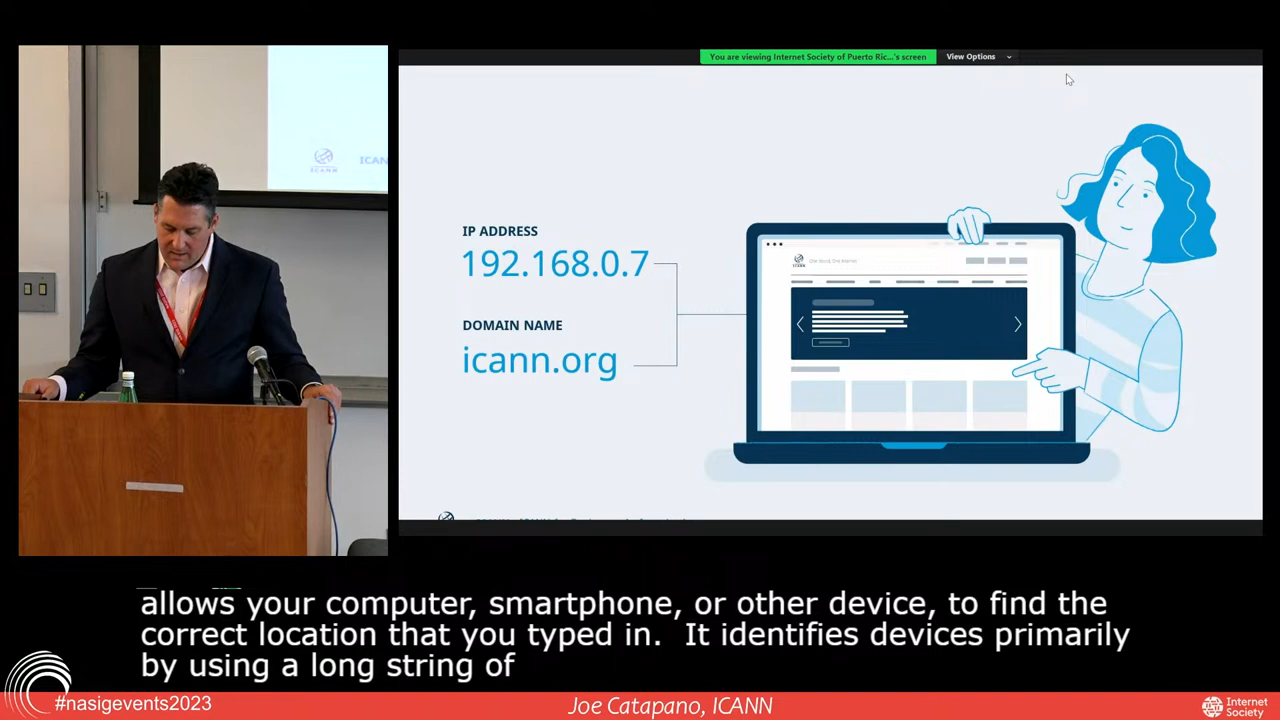 You are viewing Internet Society of Puerto Ric...'s screen
View Options
ICANN
ICAN
IP ADDRESS
192.168.0.7
DOMAIN NAME
icann.org
allows your computer, smartphone, or other device, to find the
correct location that you typed in.  It identifies devices primarily
by using a long string of
#nasigevents2023
Joe Catapano, ICANN
Internet
Society